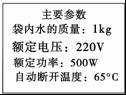 主要参数
袋内水的质量：1kg
额定电压：220V
额定功率：500W
自动断开温度：65°C